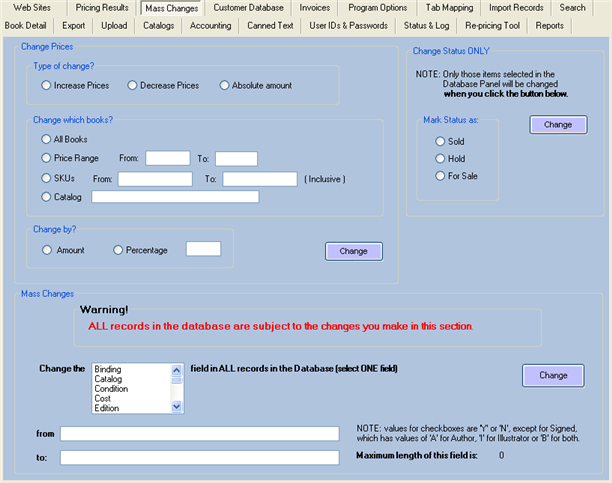 Web Sites Pricing Results Mass Changes Customer Database Invoices Program Options Tab Mapping Import Records Search
Book Detail Export Upload Catalogs Accounting Canned Text User IDs & Passwords Status & Log Re-pricing Tool Reports
Change Prices
Type of change?
Increase Prices Decrease Prices Absolute amount
Change which books?
All Books
Price Range From: To:
SKUs From: To: ( Inclusive )
Catalog
Change by?
Amount Percentage
Change
Change Status ONLY
NOTE: Only those items selected in the
Database Panel will be changed
when you click the button below.
Mark Status as:
Sold
Hold
For Sale
Change
Mass Changes
Warning!
ALL records in the database are subject to the changes you make in this section.
Change the
Binding
Catalog
Condition
Cost
Edition
field in ALL records in the Database (select ONE field)
Change
from
to:
NOTE: values for checkboxes are 'Y' or 'N', except for Signed,
which has values of 'A' for Author, 'I' for Illustrator or 'B' for both.
Maximum length of this field is: 0